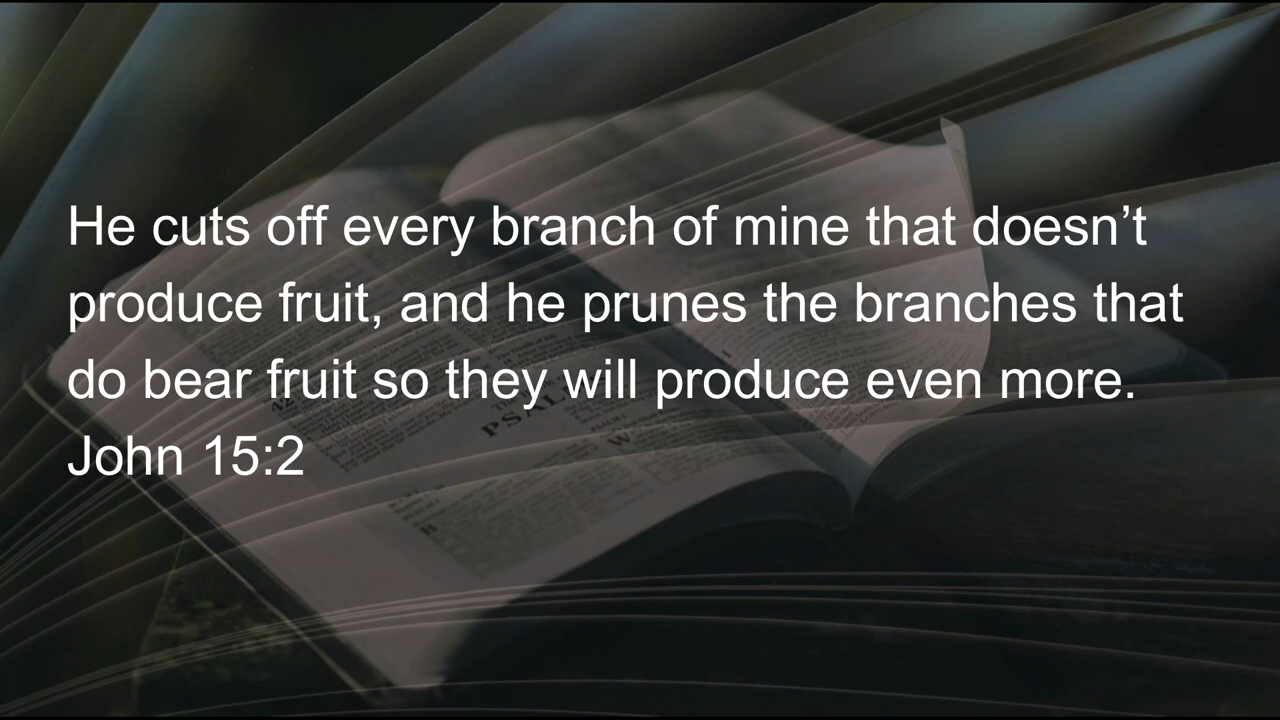 He cuts off every branch of mine that doesn’t
produce fruit, and he prunes the branches that
do bear fruit so they will produce even more.
John 15:2
PSAL